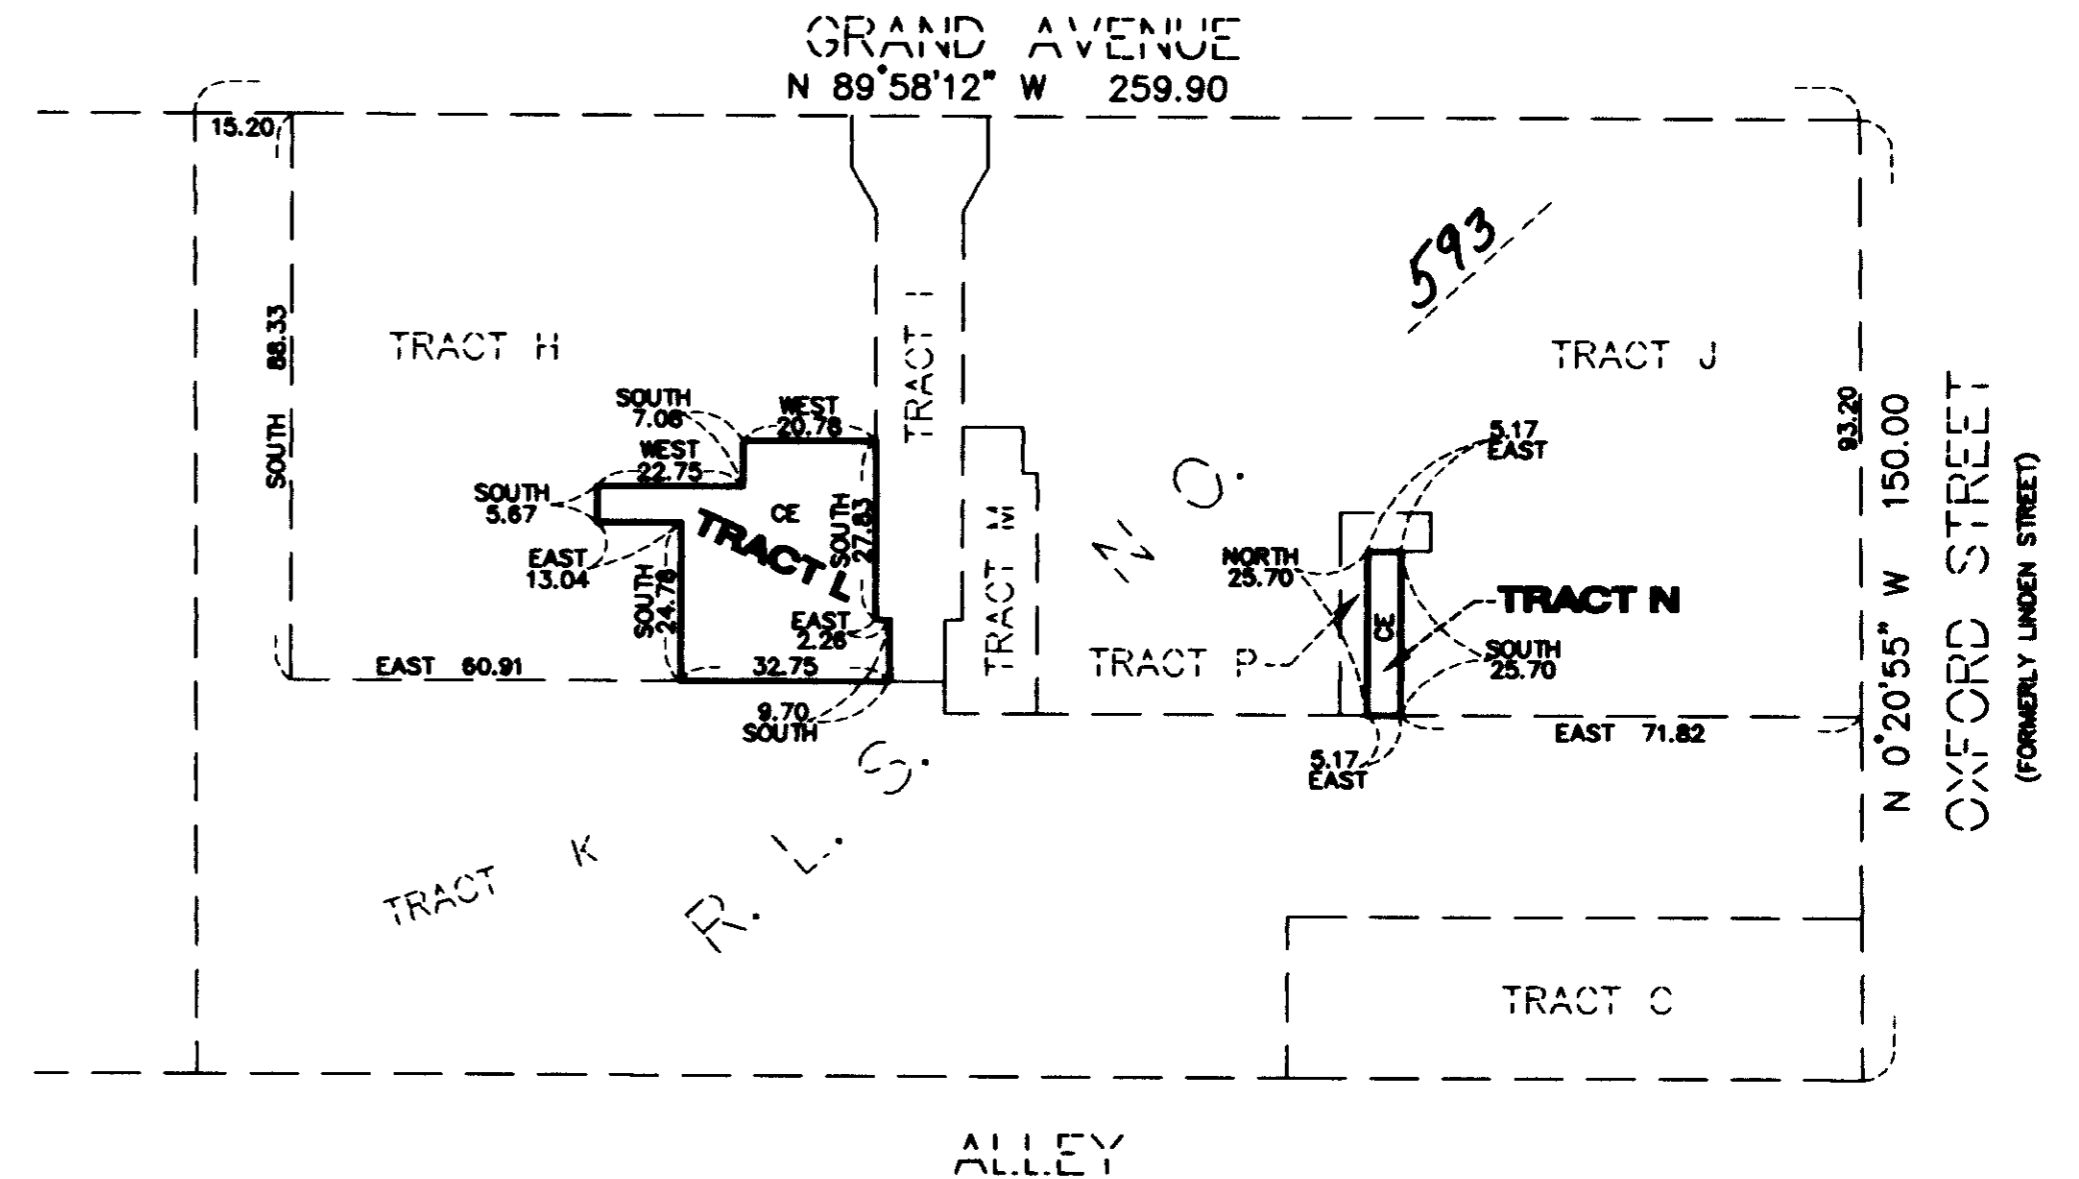 GRAND AVENUE
N 89°58'12" W 259.90
15.20
593
SOUTH 88.33
TRACT H
TRACT I
TRACT J
93.20
N 0°20'55" W 150.00
OXFORD STREET
(FORMERLY LINDEN STREET)
SOUTH
7.08
WEST
20.78
WEST
22.75
SOUTH
5.67
EAST
13.04
CE
TRACT L
SOUTH
27.83
SOUTH
24.78
EAST
2.26
EAST 60.91
32.75
9.70
SOUTH
TRACT M
5.17
EAST
NORTH
25.70
TRACT N
CE
TRACT P
SOUTH
25.70
EAST 71.82
5.17
EAST
R. L. S. N O.
TRACT K
TRACT C
ALLEY